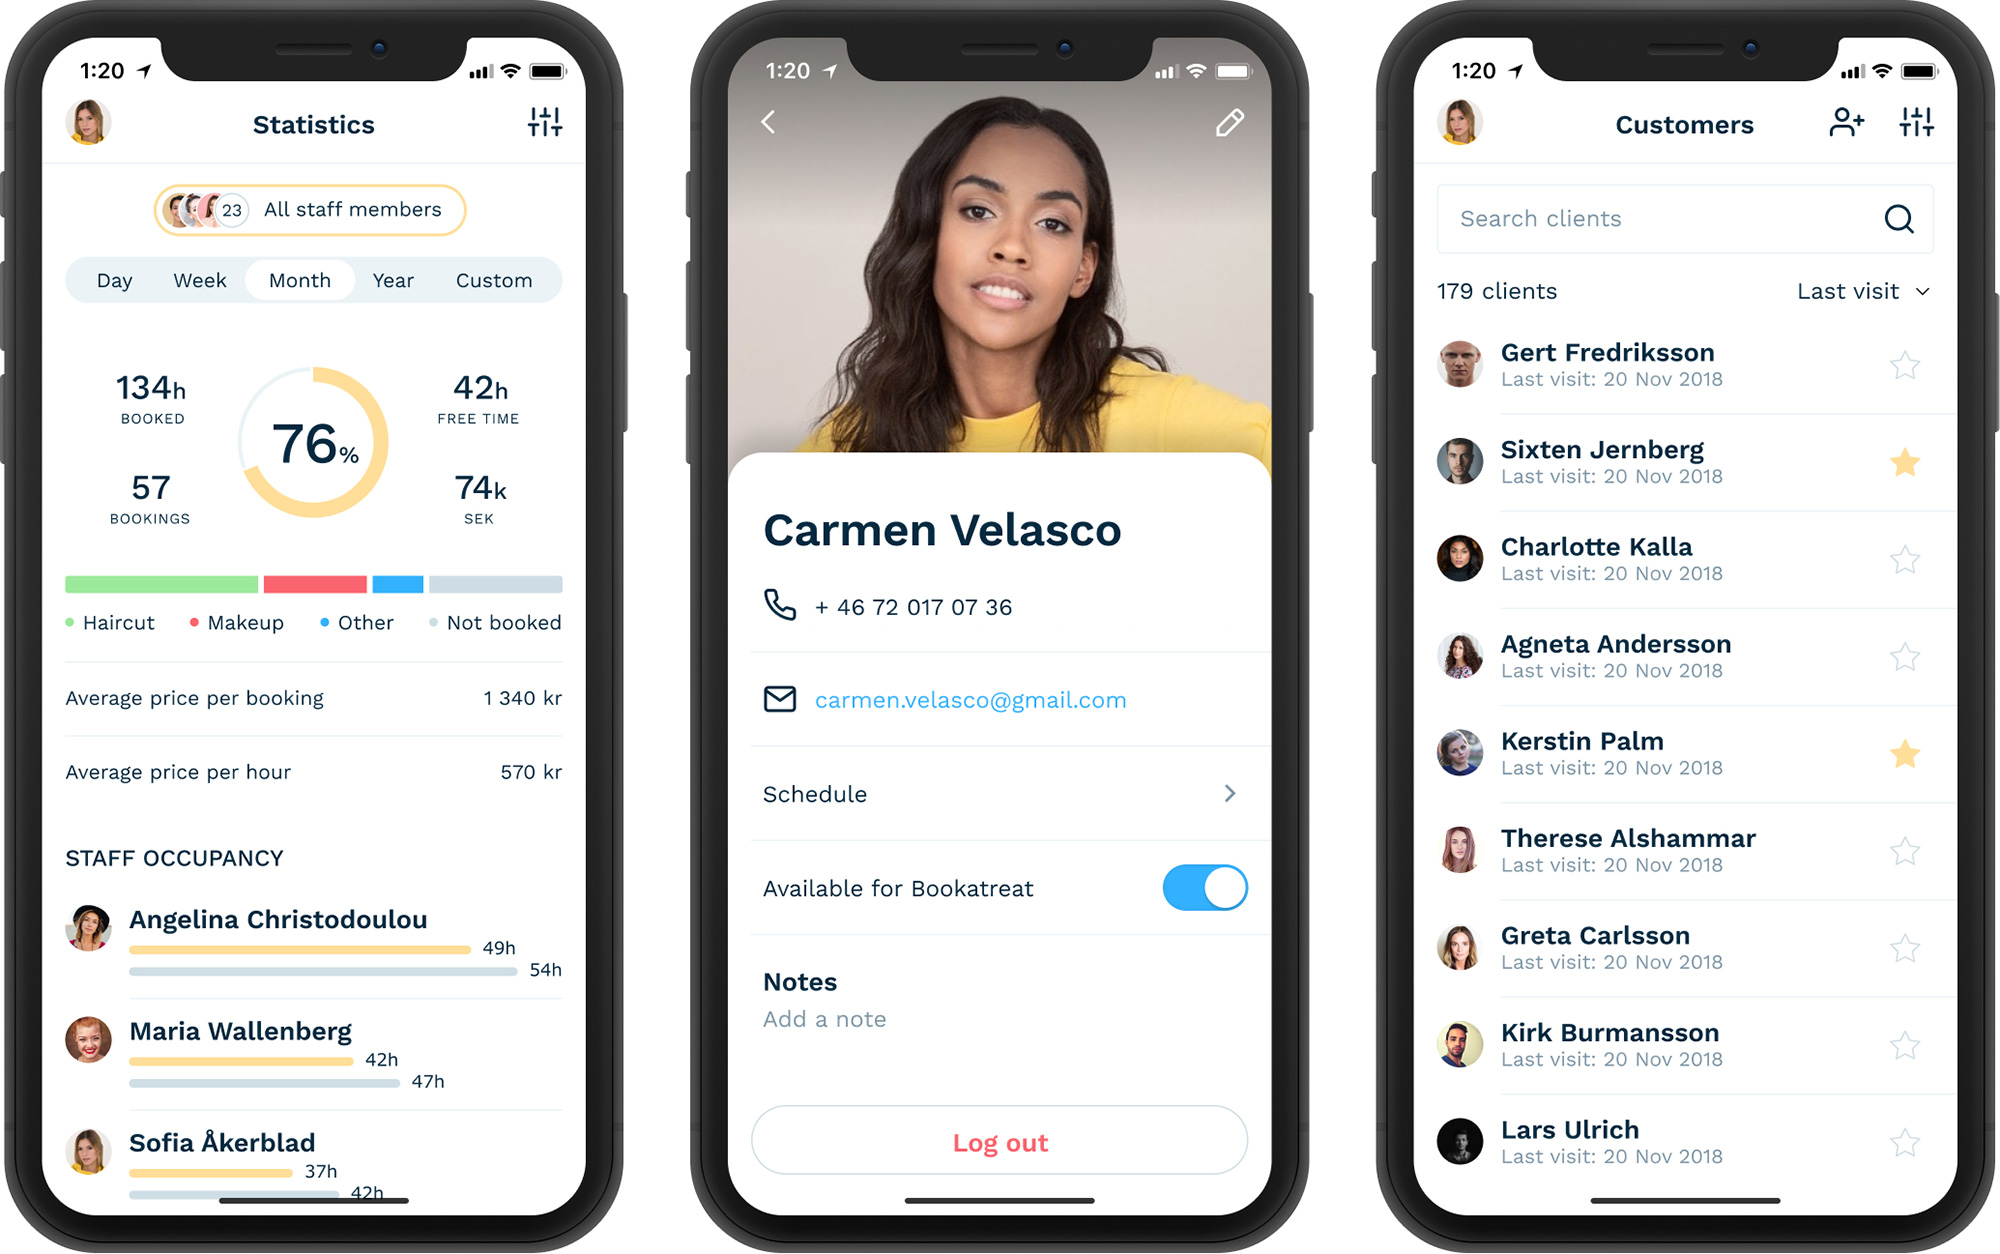 1:20
Statistics
23 All staff members
Day Week Month Year Custom
134h
BOOKED
42h
FREE TIME
76%
57
BOOKINGS
74k
SEK
Haircut Makeup Other Not booked
Average price per booking 1 340 kr
Average price per hour 570 kr
STAFF OCCUPANCY
Angelina Christodoulou
49h
54h
Maria Wallenberg
42h
47h
Sofia Åkerblad
37h
42h
1:20
Carmen Velasco
+ 46 72 017 07 36
carmen.velasco@gmail.com
Schedule
Available for Bookatreat
Notes
Add a note
Log out
1:20
Customers
Search clients
179 clients Last visit
Gert Fredriksson
Last visit: 20 Nov 2018
Sixten Jernberg
Last visit: 20 Nov 2018
Charlotte Kalla
Last visit: 20 Nov 2018
Agneta Andersson
Last visit: 20 Nov 2018
Kerstin Palm
Last visit: 20 Nov 2018
Therese Alshammar
Last visit: 20 Nov 2018
Greta Carlsson
Last visit: 20 Nov 2018
Kirk Burmansson
Last visit: 20 Nov 2018
Lars Ulrich
Last visit: 20 Nov 2018